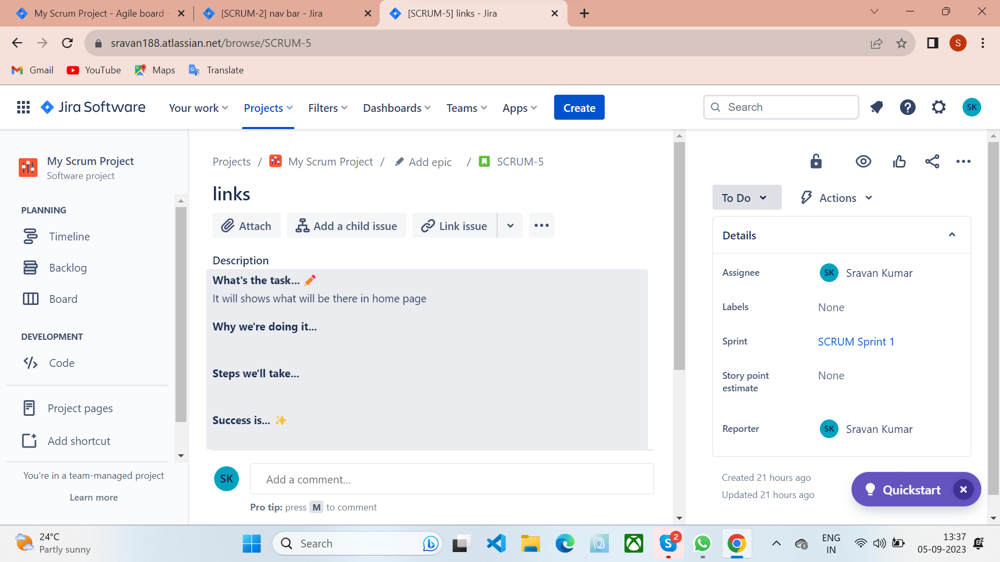 My Scrum Project - Agile board -
[SCRUM-2] nav bar - Jira
[SCRUM-5] links - Jira
sravan188.atlassian.net/browse/SCRUM-5
S
Gmail
YouTube
Maps
Translate
Jira Software
Your work
Projects
Filters
Dashboards
Teams
Apps
Create
Search
SK
My Scrum Project
Software project
PLANNING
Timeline
Backlog
Board
DEVELOPMENT
Code
Project pages
Add shortcut
You're in a team-managed project
Learn more
Projects / My Scrum Project / Add epic / SCRUM-5
links
Attach
Add a child issue
Link issue
Description
What's the task...
It will shows what will be there in home page
Why we're doing it...
Steps we'll take...
Success is...
SK
Add a comment...
Pro tip: press M to comment
To Do
Actions
Details
Assignee
SK Sravan Kumar
Labels
None
Sprint
SCRUM Sprint 1
Story point
estimate
None
Reporter
SK Sravan Kumar
Created 21 hours ago
Updated 21 hours ago
Quickstart
24°C
Partly sunny
Search
S
2
ENG
IN
13:37
05-09-2023